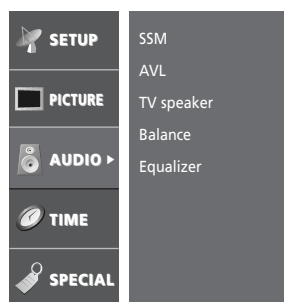 SETUP
PICTURE
AUDIO ▸
TIME
SPECIAL
SSM
AVL
TV speaker
Balance
Equalizer